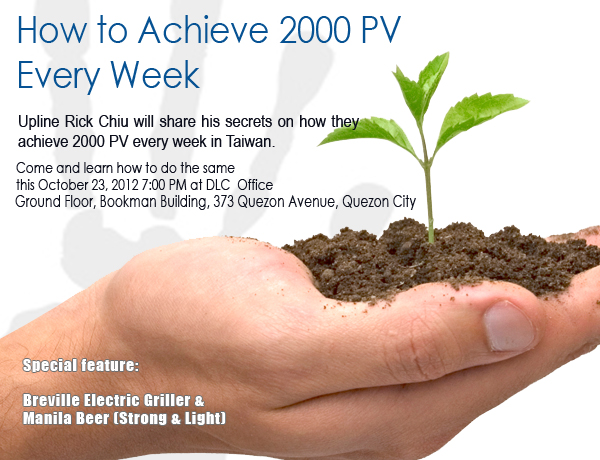 How to Achieve 2000 PV
Every Week
Upline Rick Chiu will share his secrets on how they
achieve 2000 PV every week in Taiwan.
Come and learn how to do the same
this October 23, 2012 7:00 PM at DLC Office
Ground Floor, Bookman Building, 373 Quezon Avenue, Quezon City
Special feature:
Breville Electric Griller &
Manila Beer (Strong & Light)